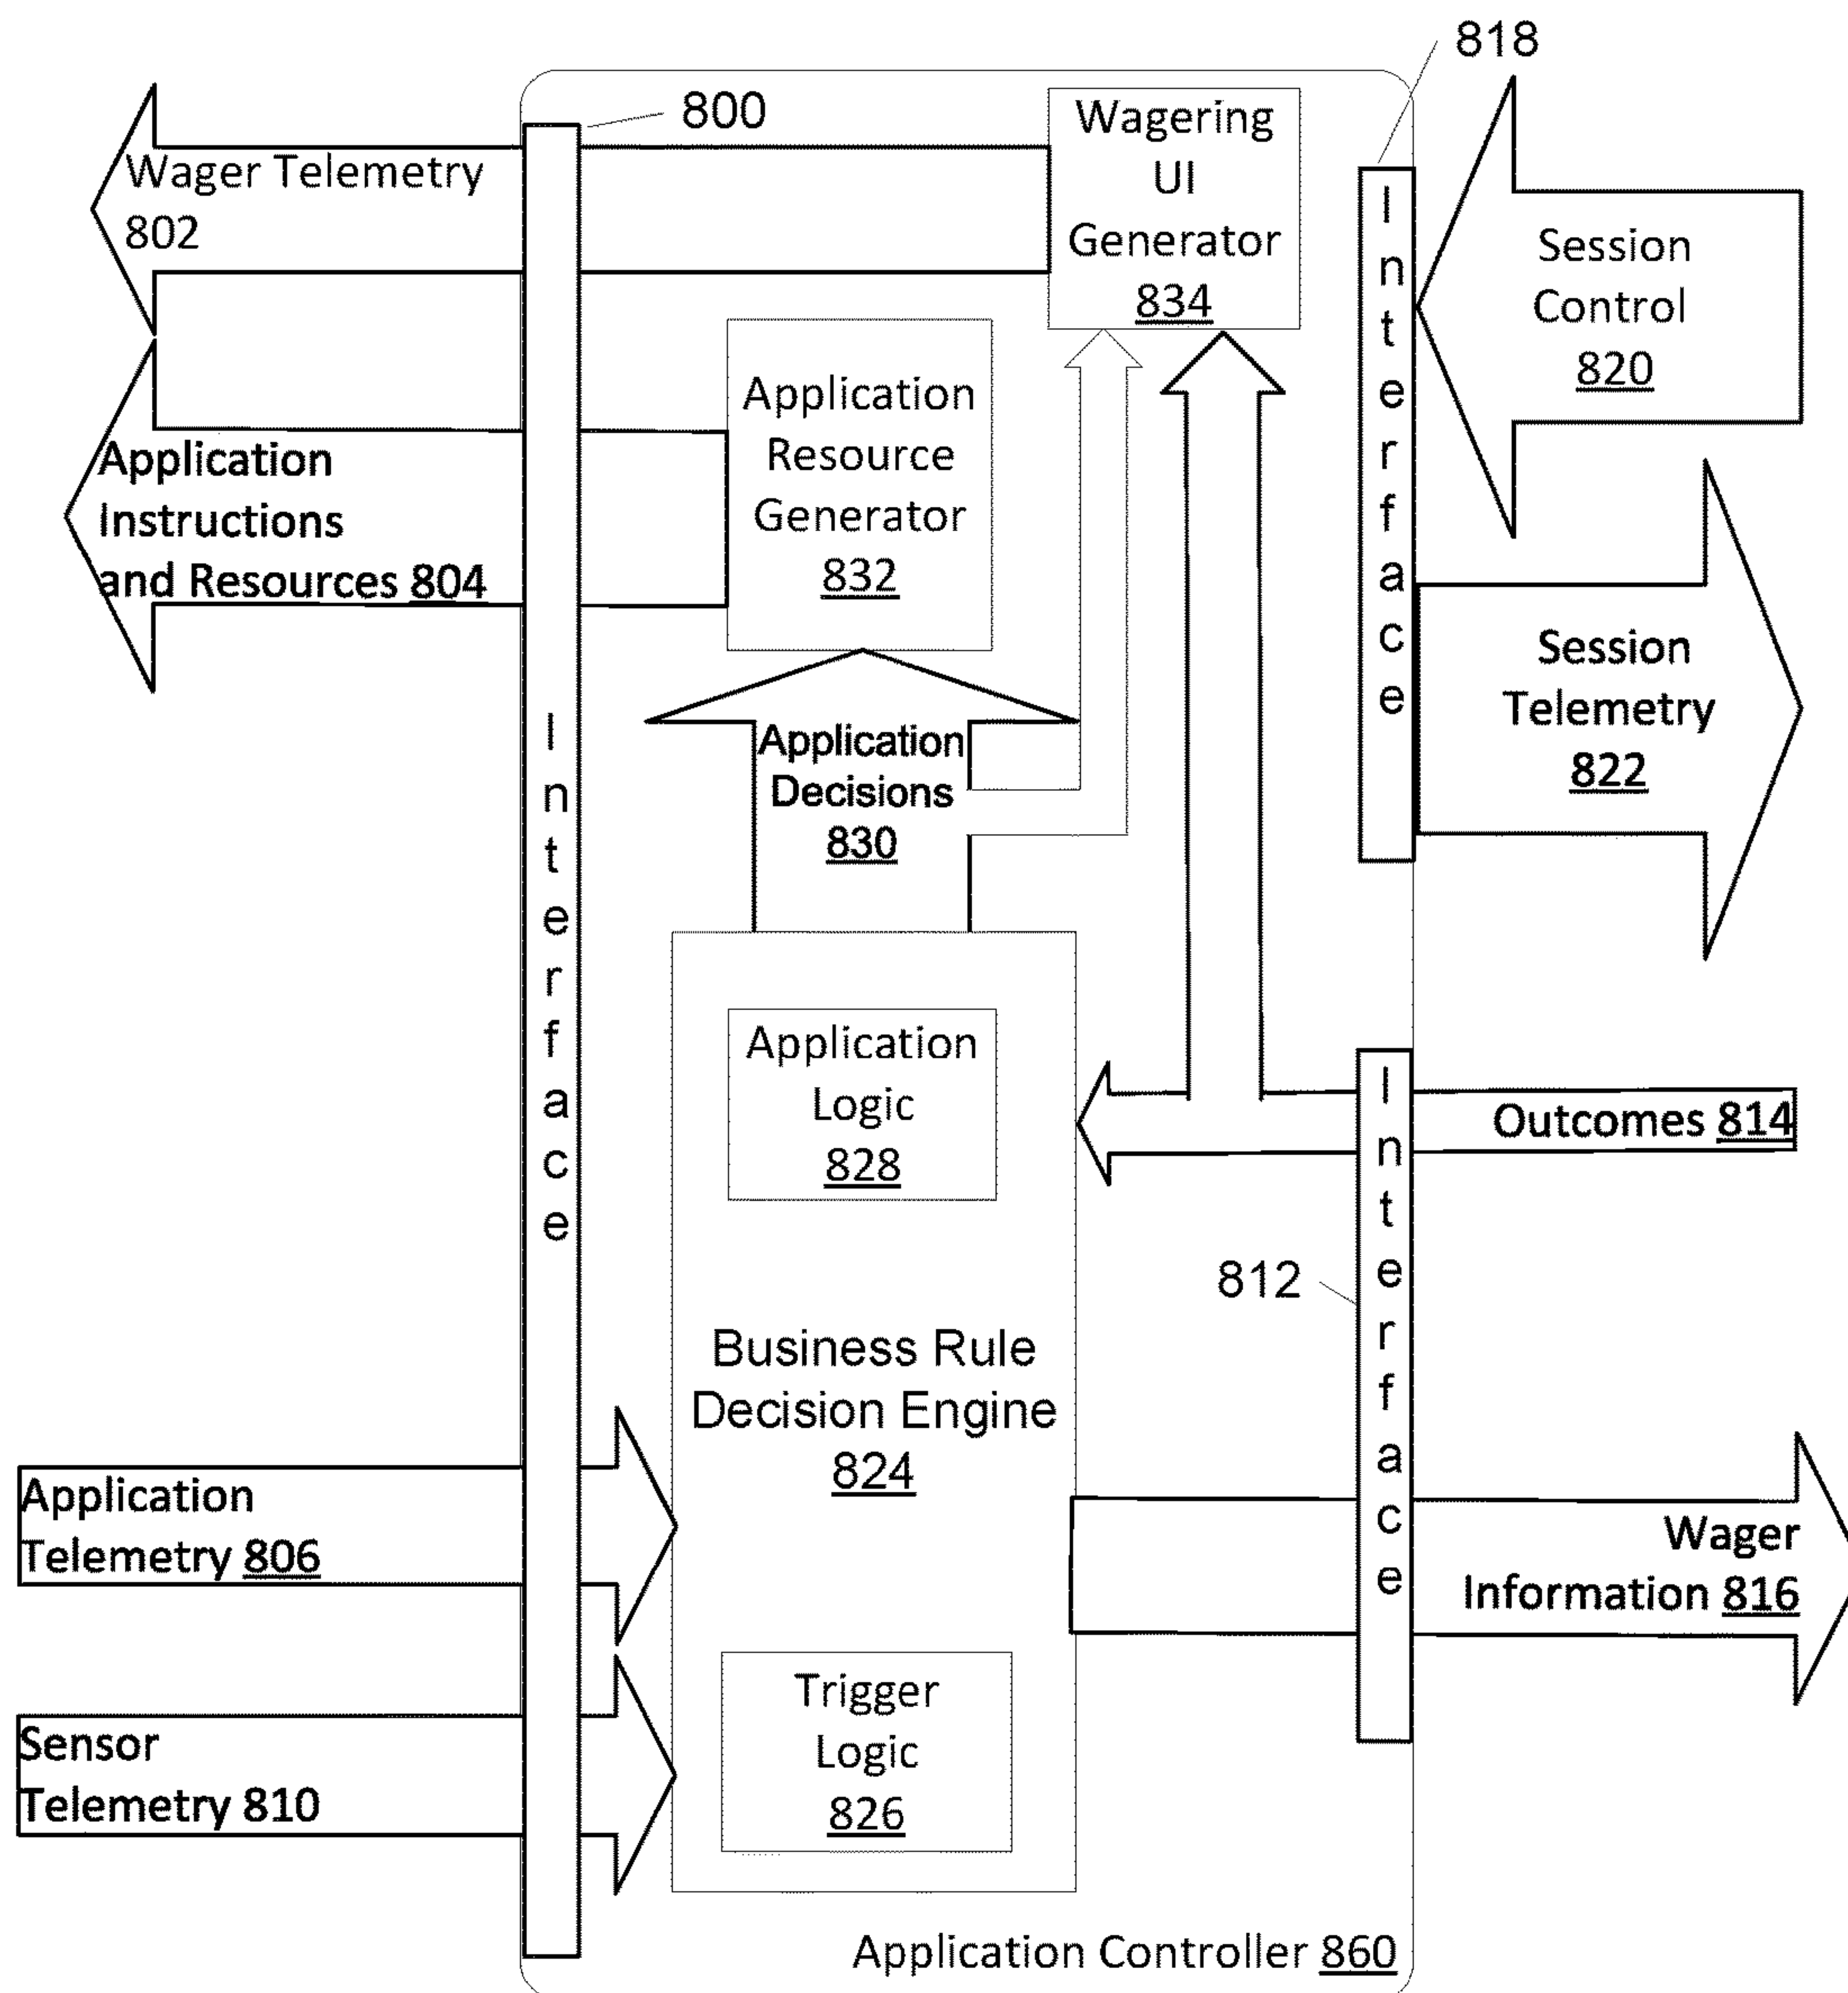 818
800
Wagering
UI
Generator
834
Wager Telemetry
802
Interface
Session
Control
820
Application
Resource
Generator
832
Application
Instructions
and Resources 804
Session
Telemetry
822
Interface
Application
Decisions
830
Application
Logic
828
Interface
Outcomes 814
812
Business Rule
Decision Engine
824
Application
Telemetry 806
Wager
Information 816
Trigger
Logic
826
Sensor
Telemetry 810
Application Controller 860